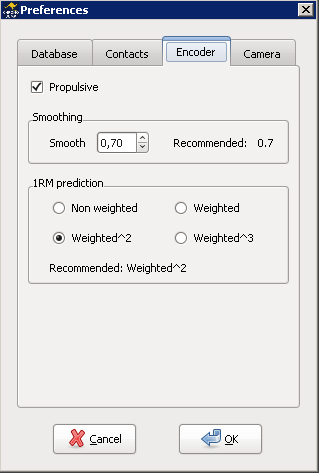 Preferences
Database Contacts Encoder Camera
Propulsive
Smoothing
Smooth 0,70 Recommended: 0.7
1RM prediction
Non weighted Weighted
Weighted^2 Weighted^3
Recommended: Weighted^2
Cancel OK